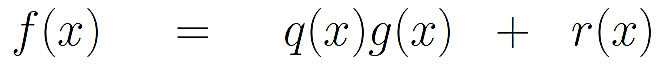 f(x) = q(x)g(x) + r(x)